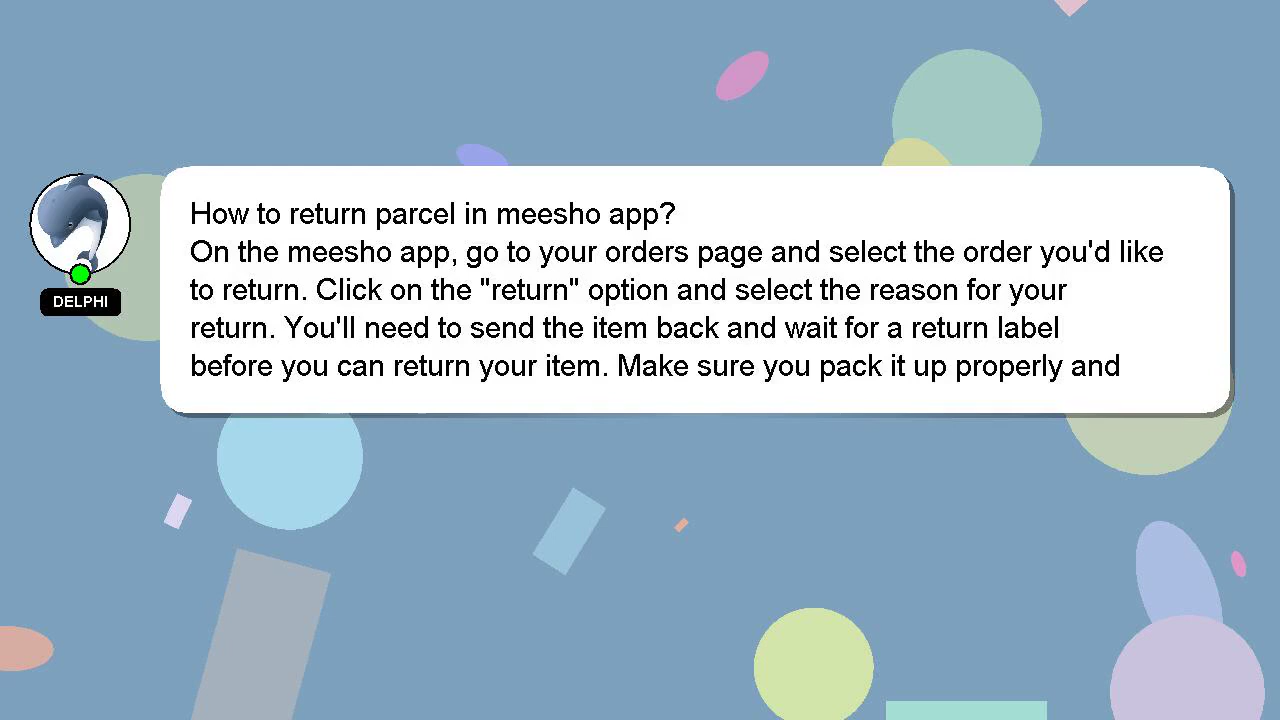 How to return parcel in meesho app?
On the meesho app, go to your orders page and select the order you'd like
to return. Click on the "return" option and select the reason for your
return. You'll need to send the item back and wait for a return label
before you can return your item. Make sure you pack it up properly and
DELPHI